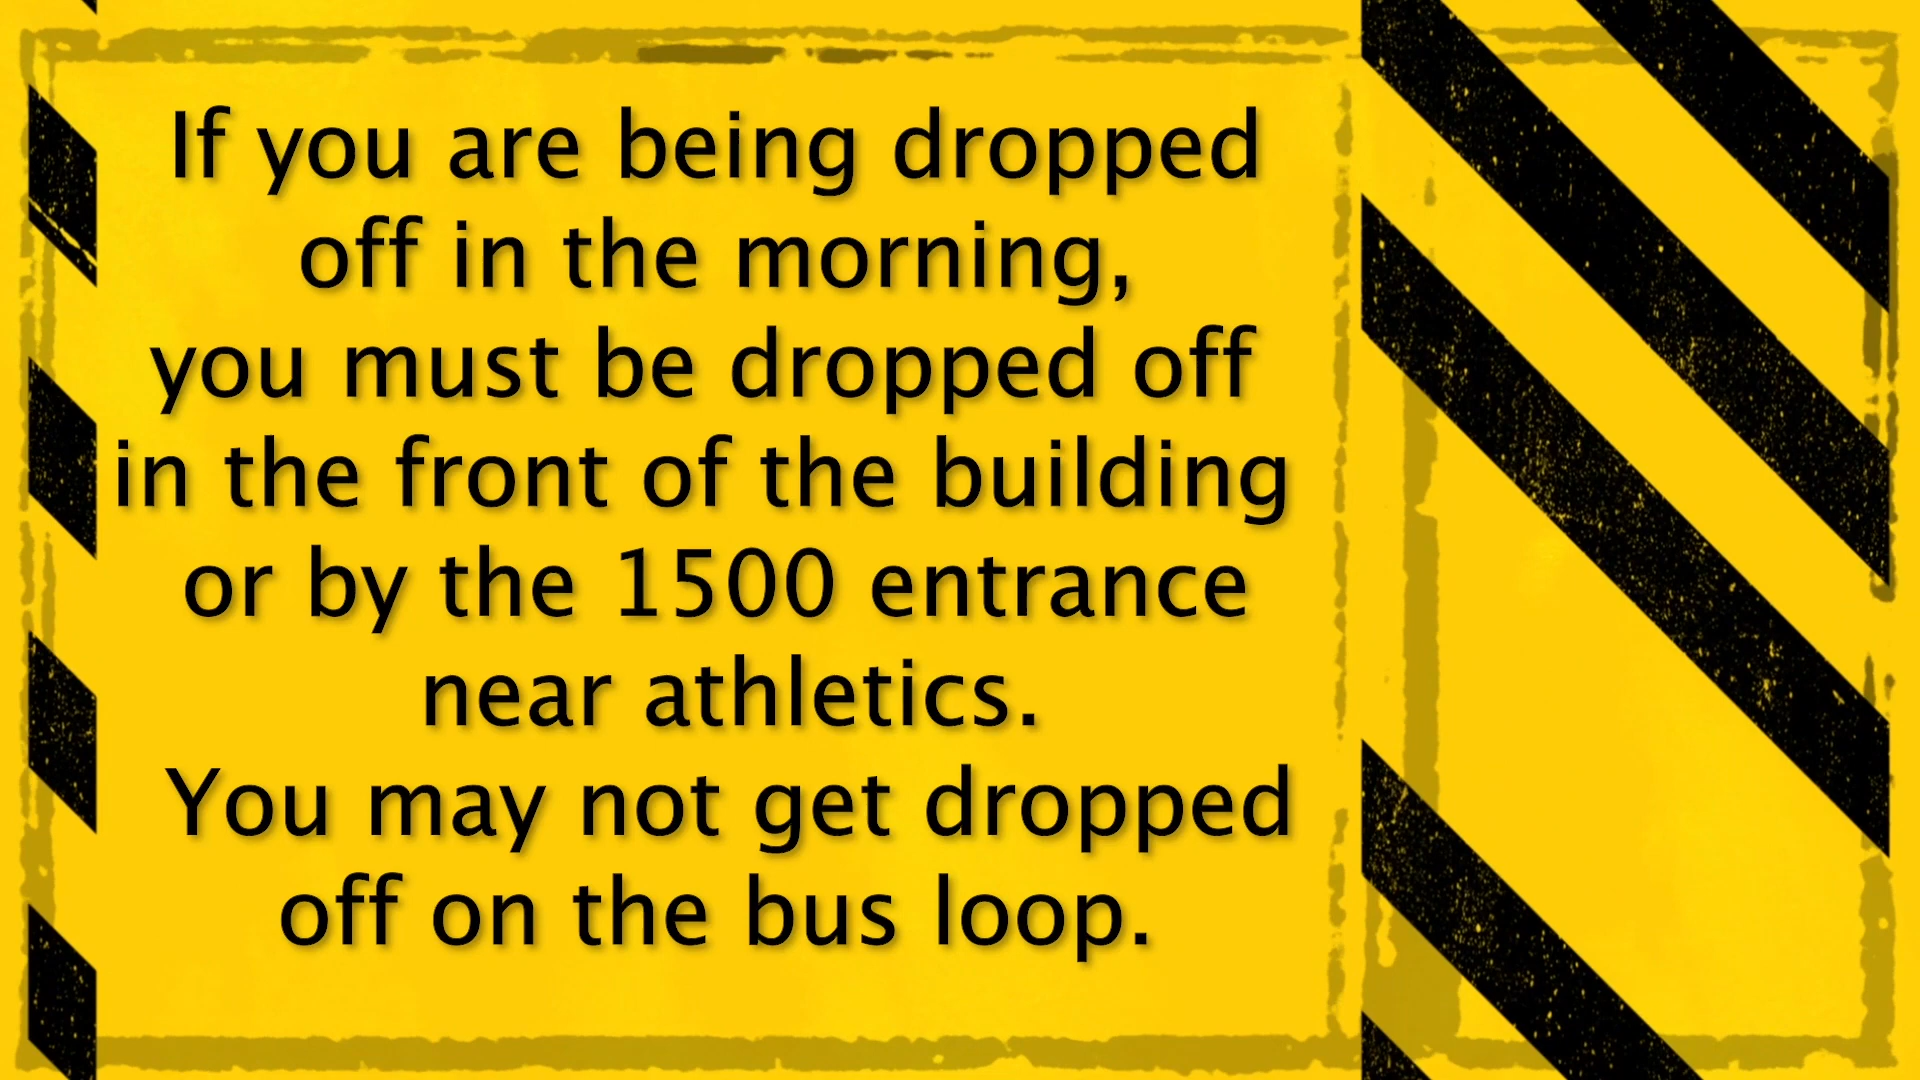 If you are being dropped
off in the morning,
you must be dropped off
in the front of the building
or by the 1500 entrance
near athletics.
You may not get dropped
off on the bus loop.